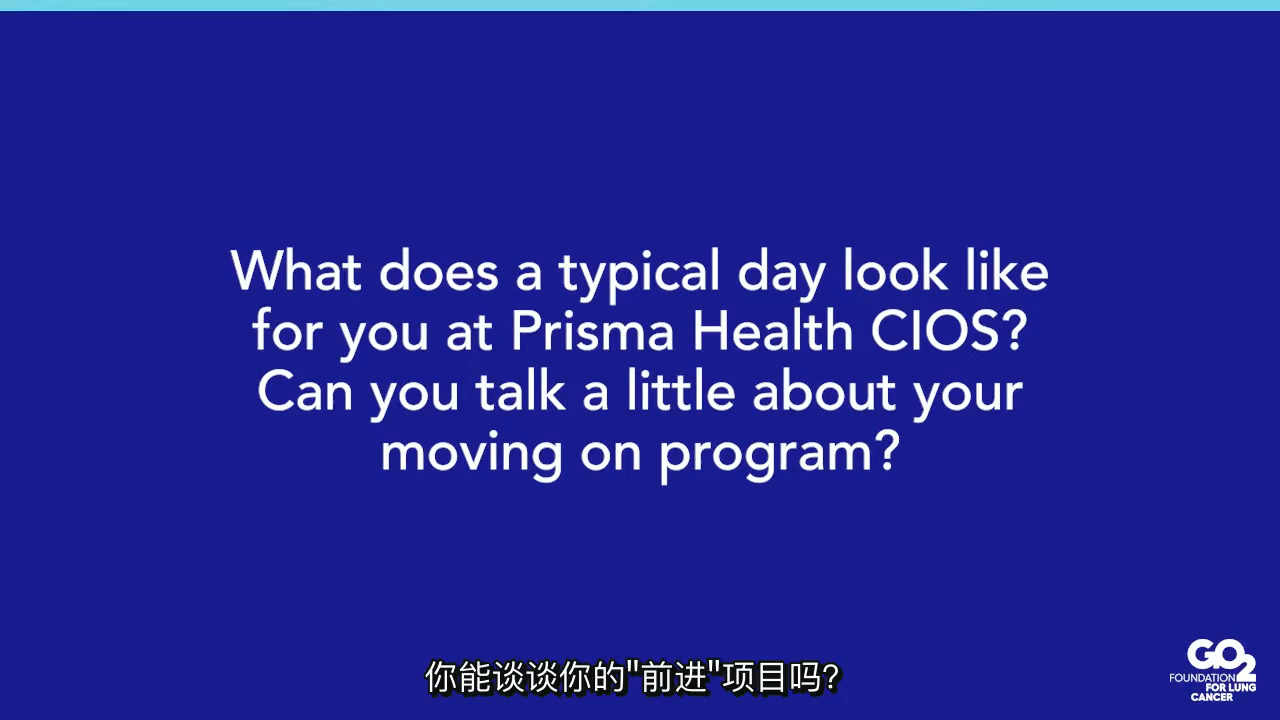 What does a typical day look like
for you at Prisma Health CIOS?
Can you talk a little about your
moving on program?
你能谈谈你的"前进"项目吗?
GO2
FOUNDATION
FOR LUNG
CANCER